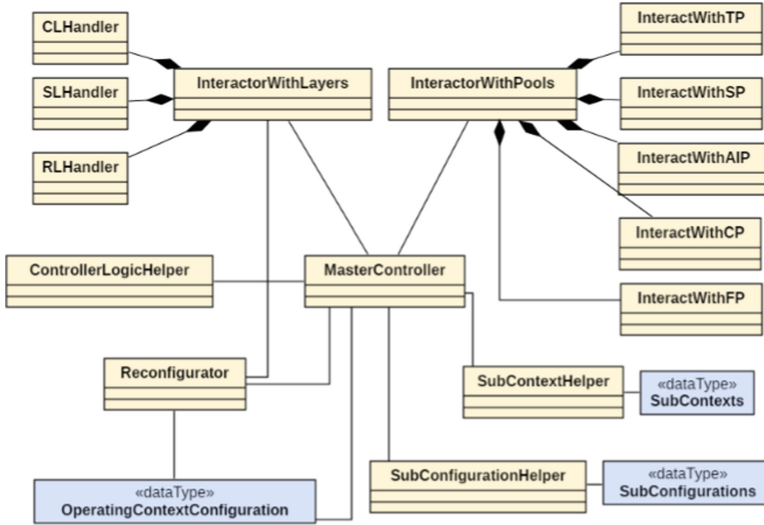 CLHandler
InteractWithTP
InteractorWithLayers
InteractorWithPools
SLHandler
InteractWithSP
RLHandler
InteractWithAIP
InteractWithCP
ControllerLogicHelper
MasterController
InteractWithFP
Reconfigurator
SubContextHelper
«dataType»
SubContexts
SubConfigurationHelper
«dataType»
SubConfigurations
«dataType»
OperatingContextConfiguration